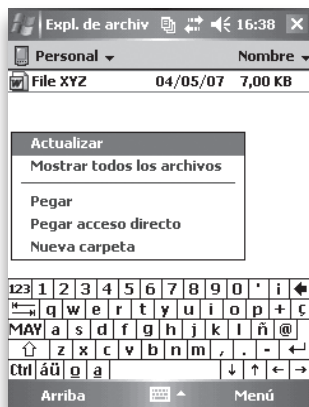 Expl. de archiv 16:38
Personal Nombre
File XYZ 04/05/07 7,00 KB
Actualizar
Mostrar todos los archivos
Pegar
Pegar acceso directo
Nueva carpeta
123 1 2 3 4 5 6 7 8 9 0 ' ¡
q w e r t y u i o p + ç
MAY a s d f g h j k l ñ @
z x c v b n m , . -
Ctrl áü º ª ↓ ↑ ← →
Arriba Menú